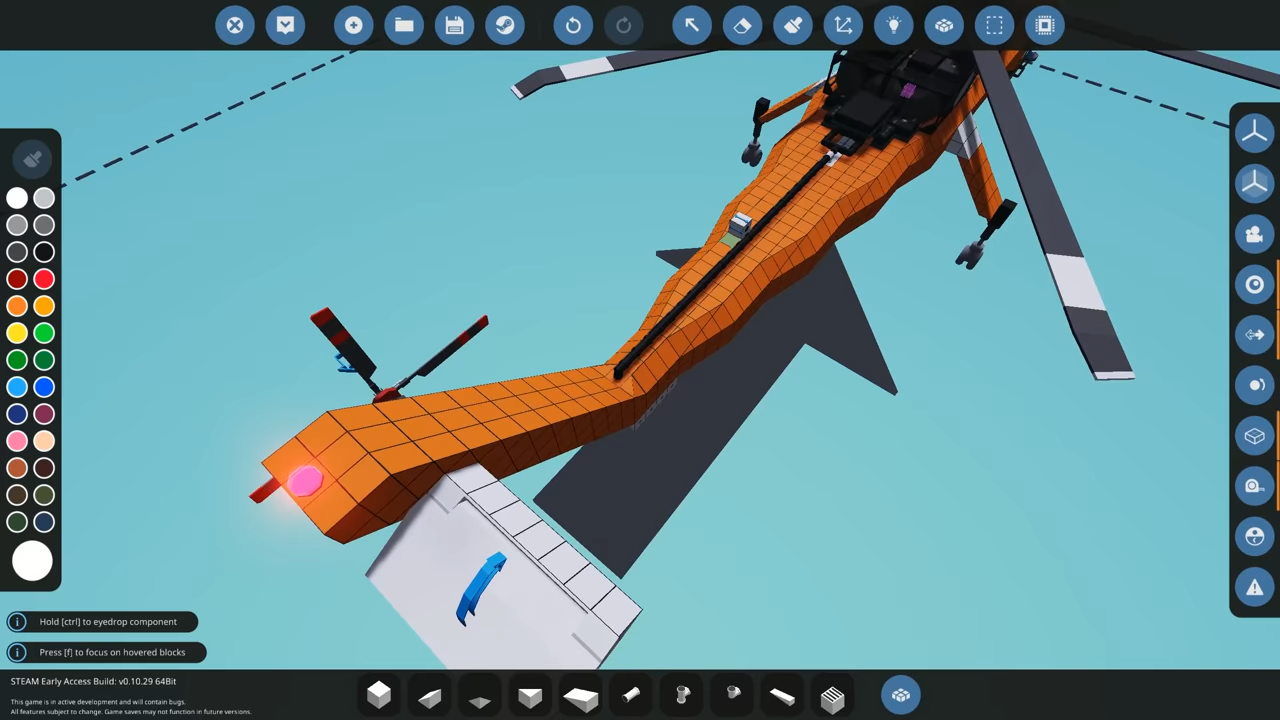 Hold [ctrl] to eyedrop component
Press [f] to focus on hovered blocks
STEAM Early Access Build: v0.10.29 64Bit
This game is in active development and will contain bugs.
All features subject to change. Game saves may not function in future versions.